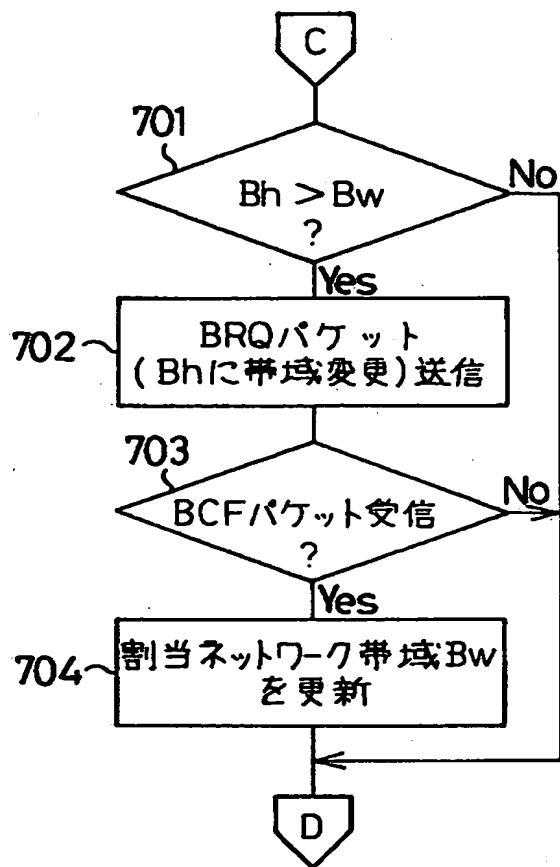 C
701
Bh > Bw
?
No
Yes
702
BRQパケット
(Bhに帯域変更)送信
703
BCFパケット受信
?
No
Yes
704
割当ネットワーク帯域Bw
を更新
D